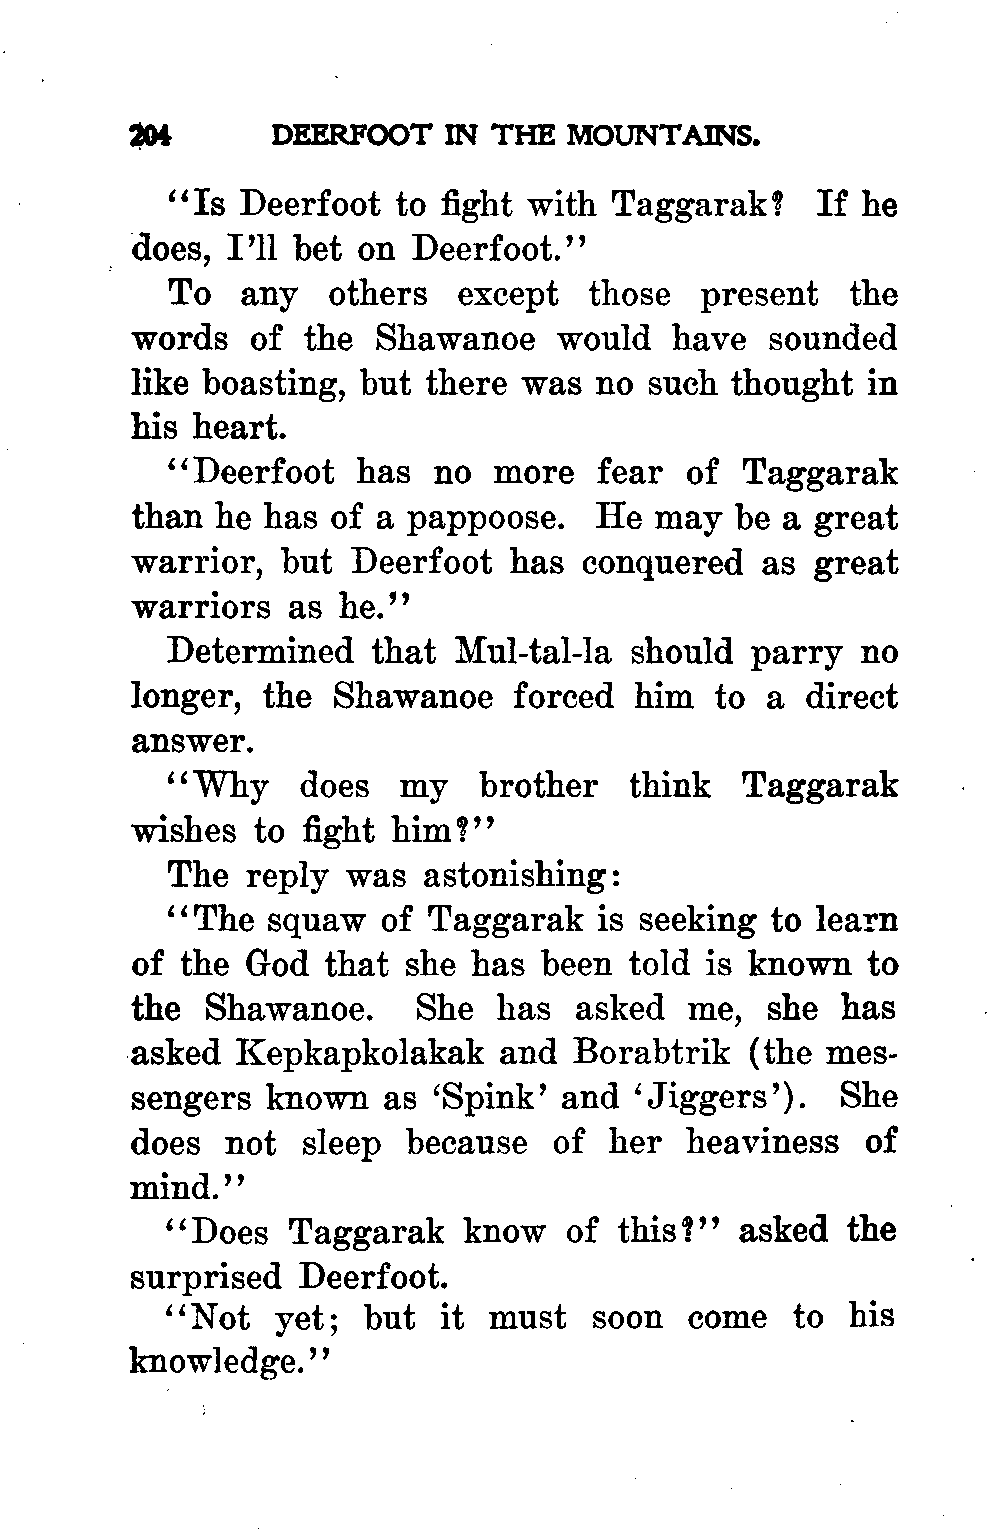 204 DEERFOOT IN THE MOUNTAINS.
"Is Deerfoot to fight with Taggarak? If he
does, I'll bet on Deerfoot."
To any others except those present the
words of the Shawanoe would have sounded
like boasting, but there was no such thought in
his heart.
"Deerfoot has no more fear of Taggarak
than he has of a pappoose. He may be a great
warrior, but Deerfoot has conquered as great
warriors as he."
Determined that Mul-tal-la should parry no
longer, the Shawanoe forced him to a direct
answer.
"Why does my brother think Taggarak
wishes to fight him?"
The reply was astonishing:
"The squaw of Taggarak is seeking to learn
of the God that she has been told is known to
the Shawanoe. She has asked me, she has
asked Kepkapkolakak and Borabtrik (the mes-
sengers known as 'Spink' and 'Jiggers'). She
does not sleep because of her heaviness of
mind."
"Does Taggarak know of this?" asked the
surprised Deerfoot.
"Not yet; but it must soon come to his
knowledge."